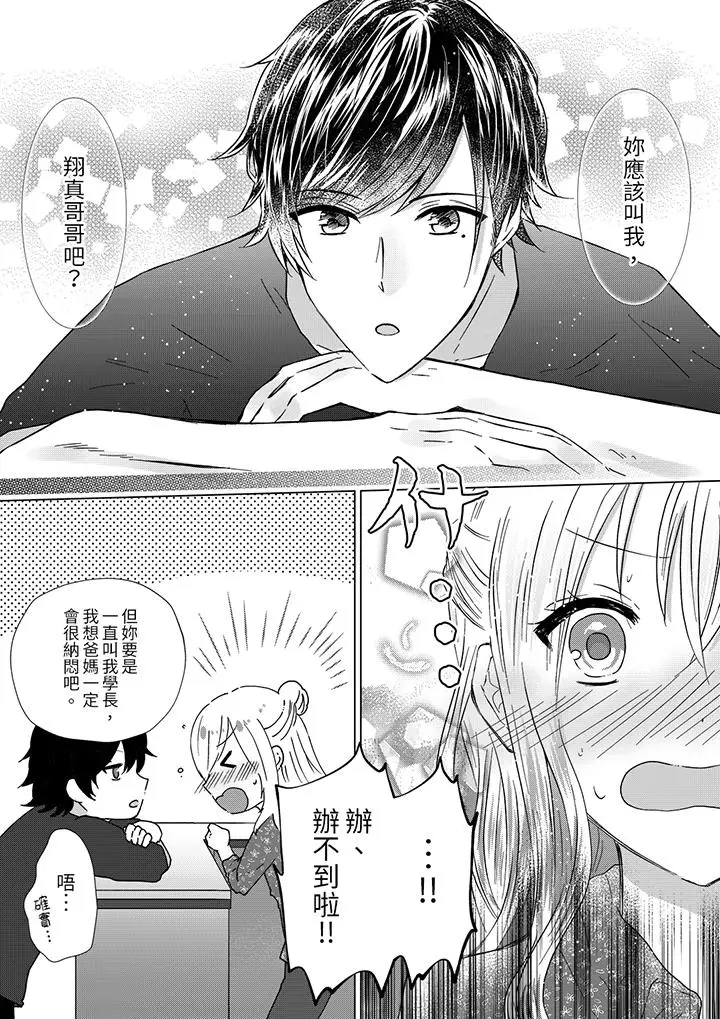 妳應該叫我，
翔真哥哥吧？
什
…!!
辦、
辦不到啦!!
但妳要是
一直叫我學長，
我想爸媽一定
會很納悶吧。
唔…
確實…